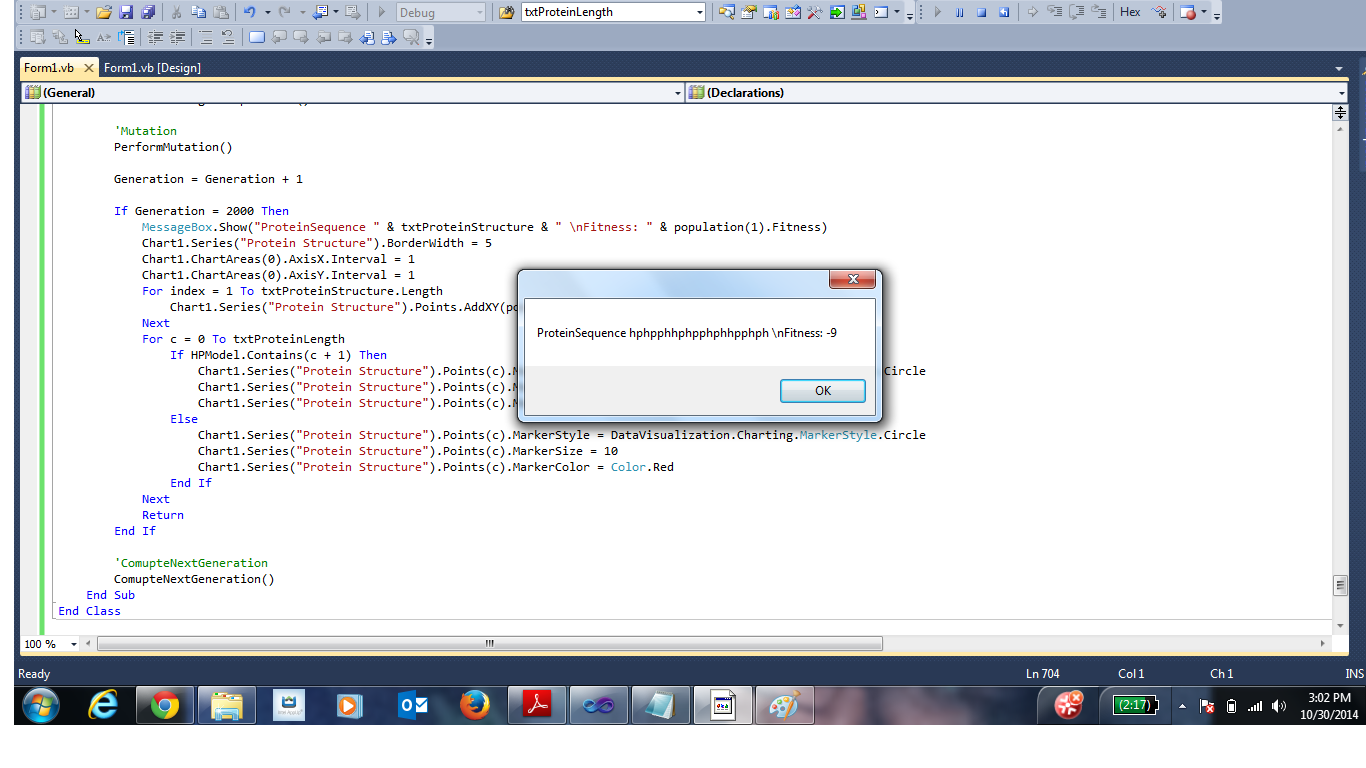 Debug txtProteinLength Hex
Form1.vb Form1.vb [Design]
(General) (Declarations)
'Mutation
PerformMutation()
Generation = Generation + 1
If Generation = 2000 Then
MessageBox.Show("ProteinSequence " & txtProteinStructure & " \nFitness: " & population(1).Fitness)
Chart1.Series("Protein Structure").BorderWidth = 5
Chart1.ChartAreas(0).AxisX.Interval = 1
Chart1.ChartAreas(0).AxisY.Interval = 1
For index = 1 To txtProteinStructure.Length
Chart1.Series("Protein Structure").Points.AddXY(
Next
For c = 0 To txtProteinLength
If HPModel.Contains(c + 1) Then
Chart1.Series("Protein Structure").Points(c). Circle
Chart1.Series("Protein Structure").Points(c).
Chart1.Series("Protein Structure").Points(c).
Else
Chart1.Series("Protein Structure").Points(c).MarkerStyle = DataVisualization.Charting.MarkerStyle.Circle
Chart1.Series("Protein Structure").Points(c).MarkerSize = 10
Chart1.Series("Protein Structure").Points(c).MarkerColor = Color.Red
End If
Next
Return
End If
'ComupteNextGeneration
ComupteNextGeneration()
End Sub
End Class
ProteinSequence hphpphhphpphphhpphph \nFitness: -9
OK
100 %
Ready Ln 704 Col 1 Ch 1 INS
(2:17) 3:02 PM
10/30/2014